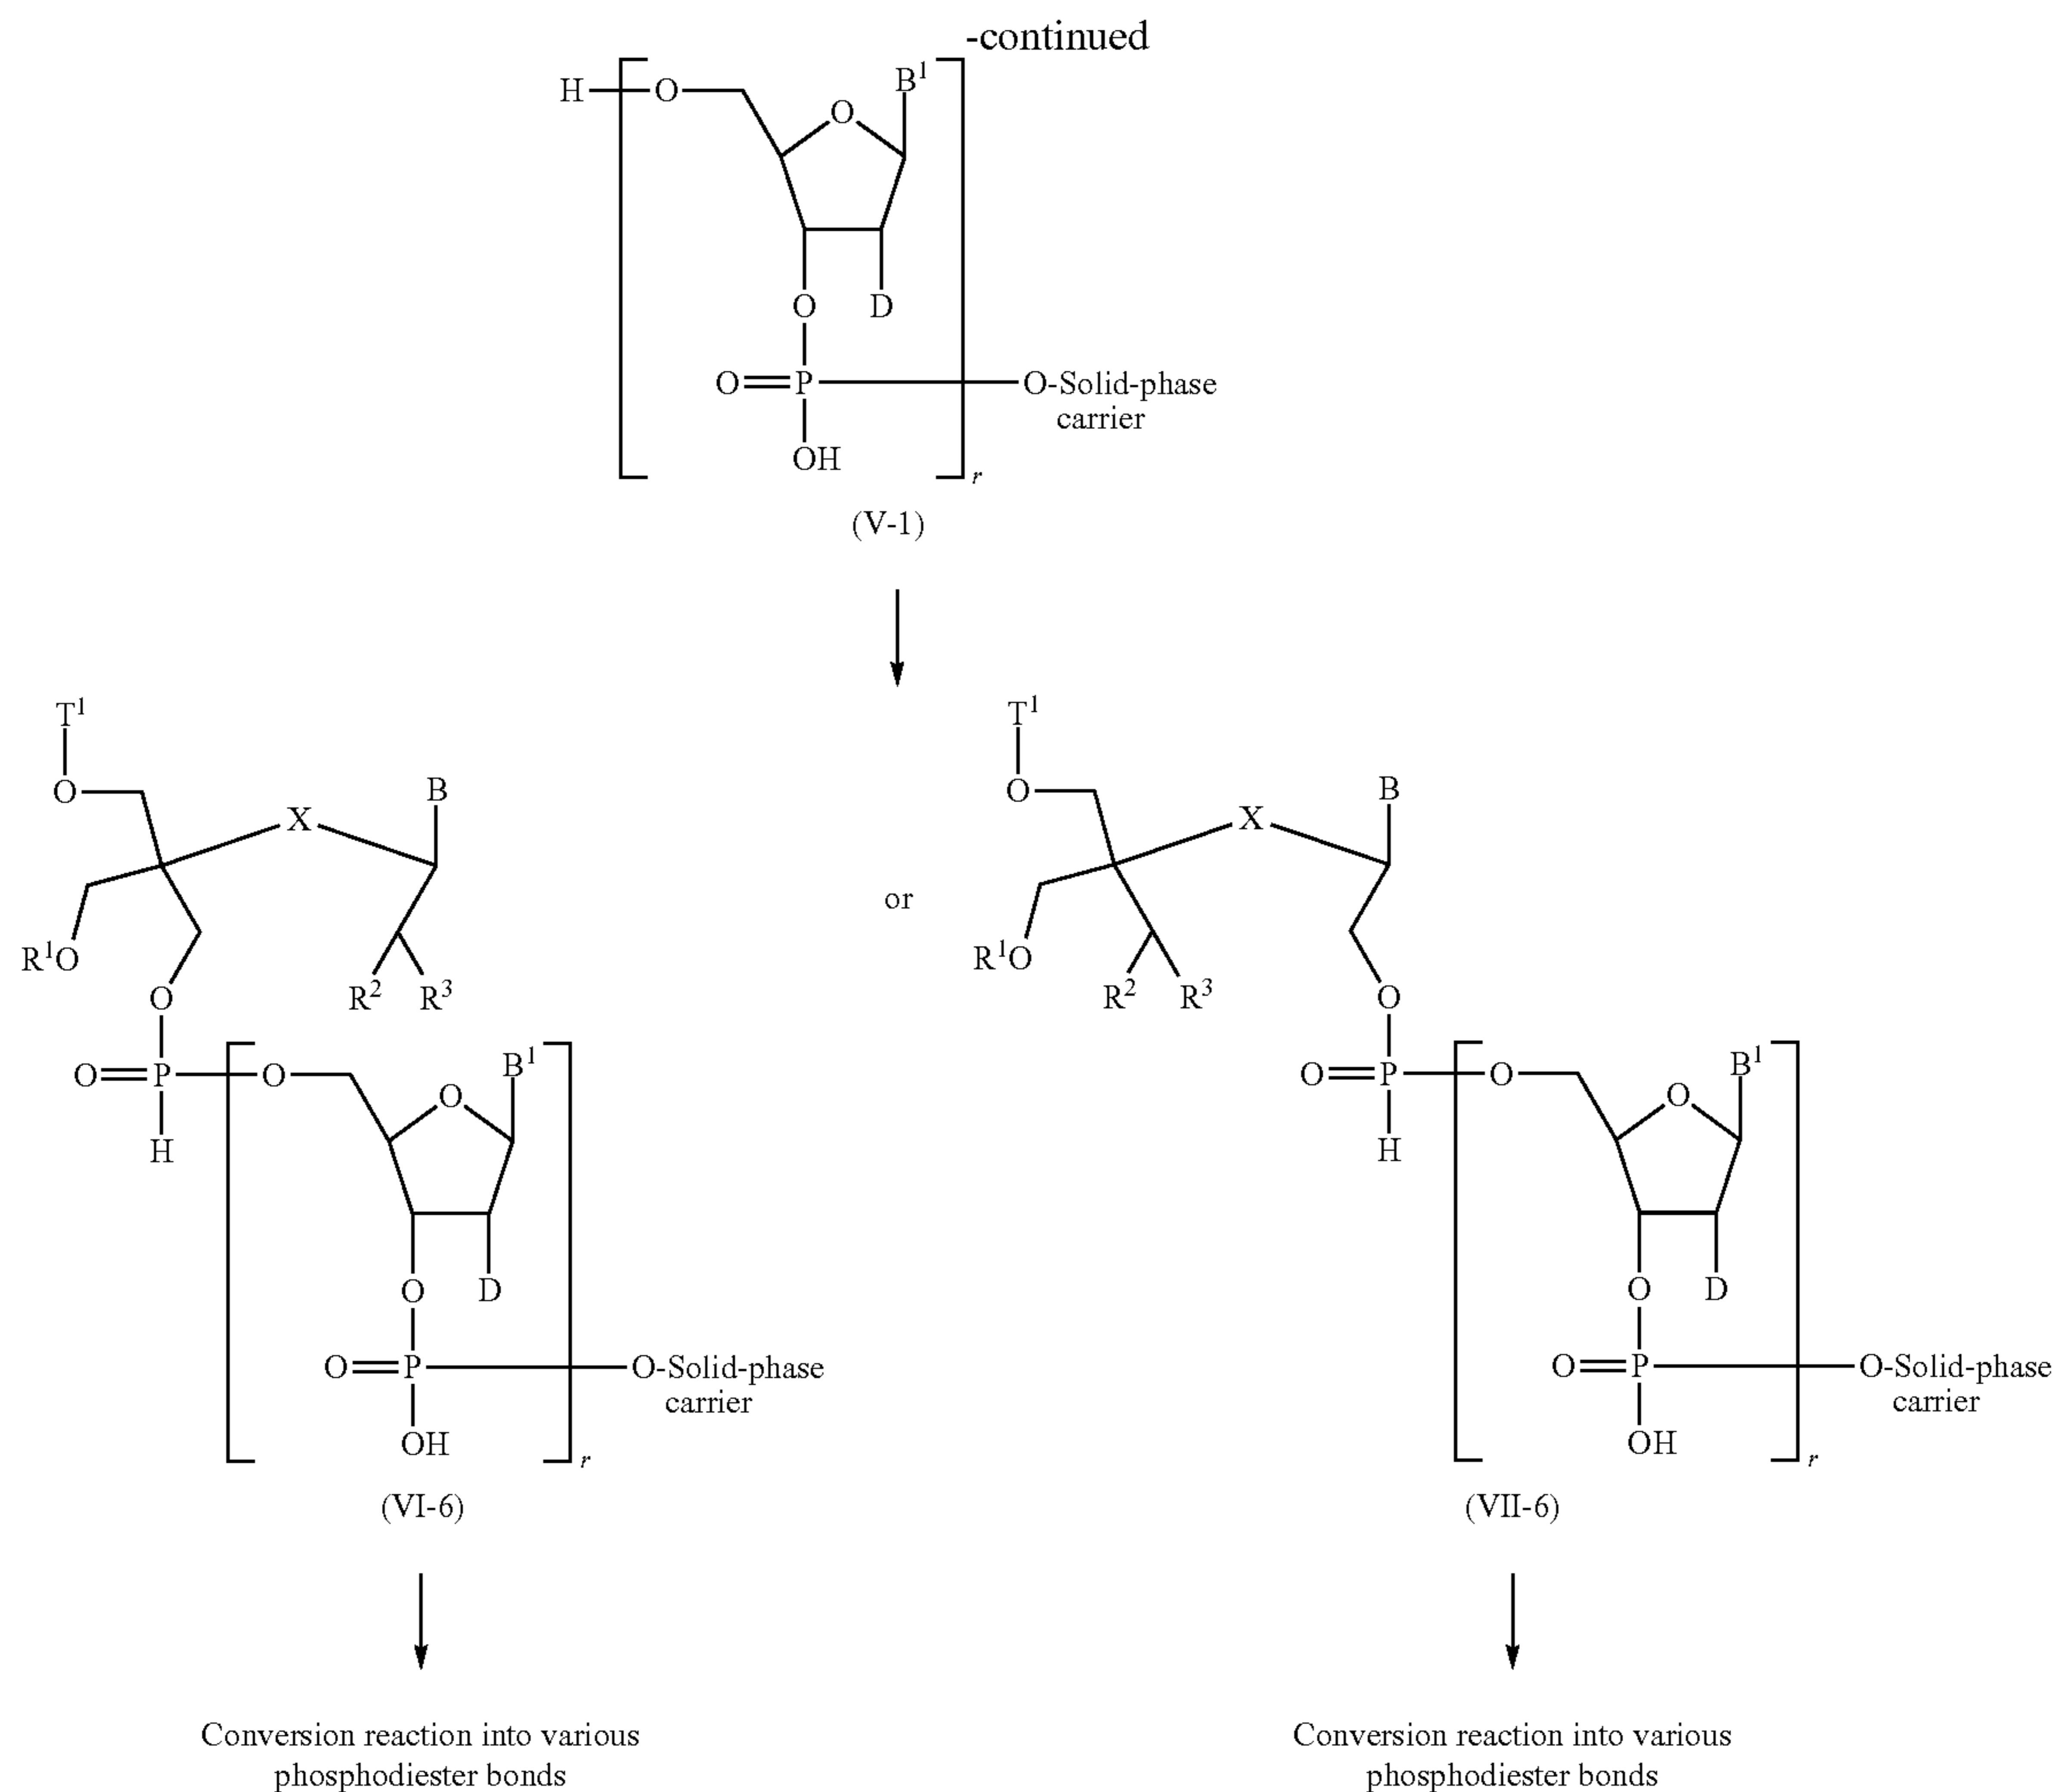 -continued
H
O
B¹
O
O
D
O
P
O-Solid-phase
carrier
OH
r
(V-1)
T¹
O
X
B
R¹O
R²
R³
O
O
P
O
H
B¹
O
O
D
O
P
O-Solid-phase
carrier
OH
r
(VI-6)
or
T¹
O
X
B
R¹O
R²
R³
O
O
P
O
H
B¹
O
O
D
O
P
O-Solid-phase
carrier
OH
r
(VII-6)
Conversion reaction into various
phosphodiester bonds
Conversion reaction into various
phosphodiester bonds